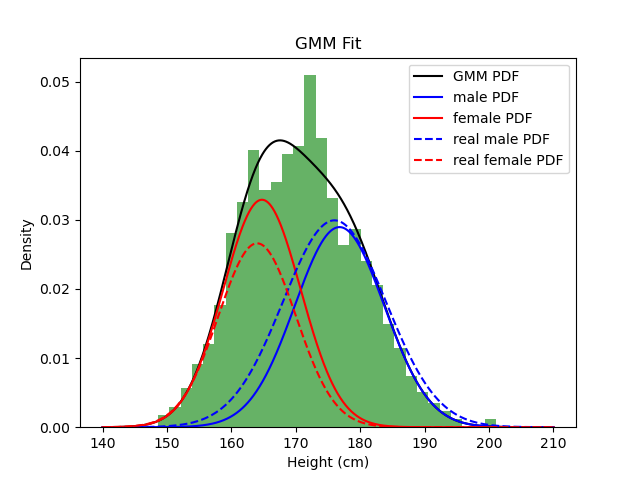 GMM Fit
GMM PDF
male PDF
female PDF
real male PDF
real female PDF
Density
0.05
0.04
0.03
0.02
0.01
0.00
140 150 160 170 180 190 200 210
Height (cm)